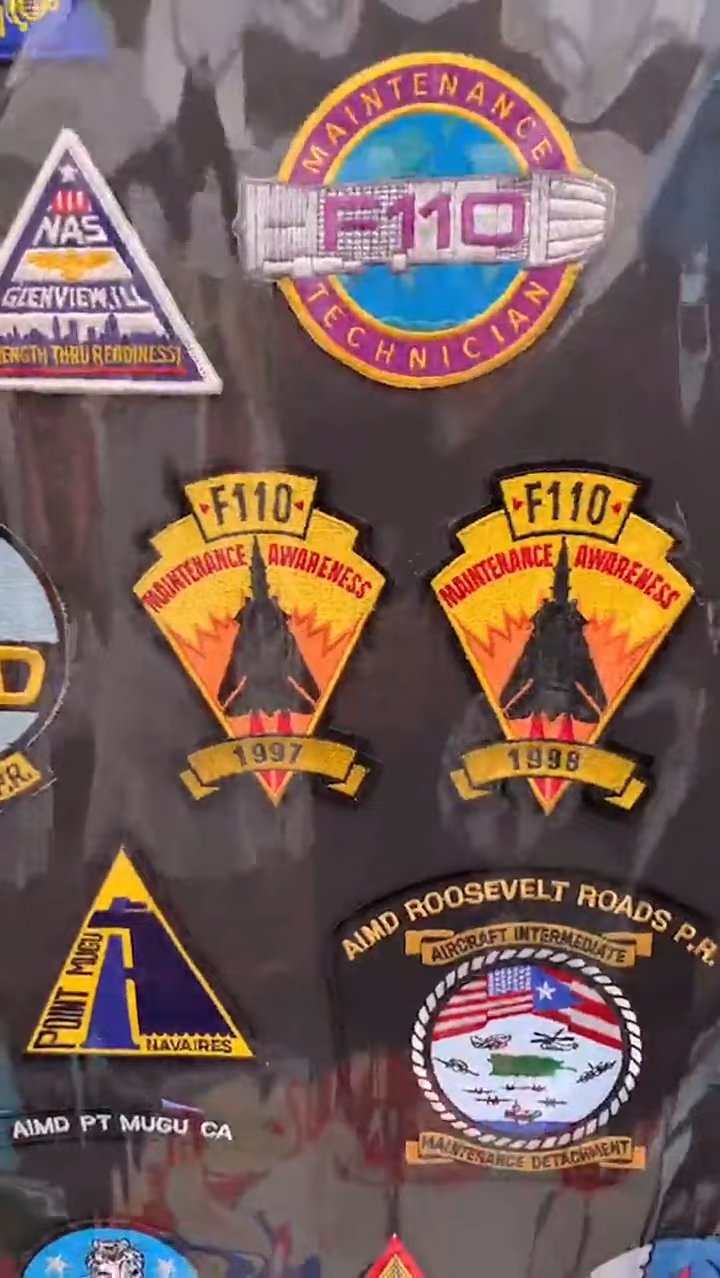 MAINTENANCE
F110
TECHNICIAN
NAS
GLENVIEW, ILL
ENGTH THRU READINESS!
F110
MAINTENANCE AWARENESS
1997
F110
MAINTENANCE AWARENESS
1998
D
P.R.
POINT MUGU
NAVAIRES
AIMD PT MUGU CA
AIMD ROOSEVELT ROADS P.R.
AIRCRAFT INTERMEDIATE
MAINTENANCE DETACHMENT